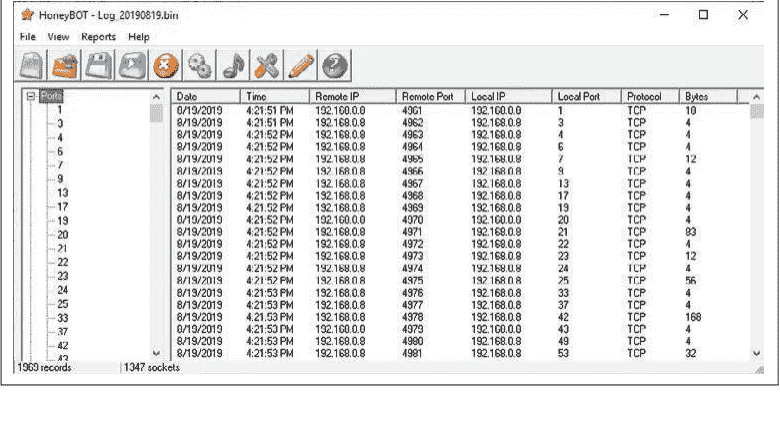 HoneyBOT - Log_20190819.bin
File View Reports Help
Ports
1
3
4
6
7
9
13
17
19
20
21
22
23
24
25
33
37
42
43
Date Time Remote IP Remote Port Local IP Local Port Protocol Bytes
8/19/2019 4:21:51 PM 192.168.0.8 4961 192.168.0.8 1 TCP 10
8/19/2019 4:21:51 PM 192.168.0.8 4962 192.168.0.8 3 TCP 4
8/19/2019 4:21:52 PM 192.168.0.8 4963 192.168.0.8 4 TCP 4
8/19/2019 4:21:52 PM 192.168.0.8 4964 192.168.0.8 6 TCP 4
8/19/2019 4:21:52 PM 192.168.0.8 4965 192.168.0.8 7 TCP 12
8/19/2019 4:21:52 PM 192.168.0.8 4966 192.168.0.8 9 TCP 4
8/19/2019 4:21:52 PM 192.168.0.8 4967 192.168.0.8 13 TCP 4
8/19/2019 4:21:52 PM 192.168.0.8 4968 192.168.0.8 17 TCP 4
8/19/2019 4:21:52 PM 192.168.0.8 4969 192.168.0.8 19 TCP 4
8/19/2019 4:21:52 PM 192.168.0.8 4970 192.168.0.8 20 TCP 4
8/19/2019 4:21:52 PM 192.168.0.8 4971 192.168.0.8 21 TCP 83
8/19/2019 4:21:52 PM 192.168.0.8 4972 192.168.0.8 22 TCP 4
8/19/2019 4:21:52 PM 192.168.0.8 4973 192.168.0.8 23 TCP 12
8/19/2019 4:21:52 PM 192.168.0.8 4974 192.168.0.8 24 TCP 4
8/19/2019 4:21:52 PM 192.168.0.8 4975 192.168.0.8 25 TCP 56
8/19/2019 4:21:53 PM 192.168.0.8 4976 192.168.0.8 33 TCP 4
8/19/2019 4:21:53 PM 192.168.0.8 4977 192.168.0.8 37 TCP 4
8/19/2019 4:21:53 PM 192.168.0.8 4978 192.168.0.8 42 TCP 168
8/19/2019 4:21:53 PM 192.168.0.8 4979 192.168.0.8 43 TCP 4
8/19/2019 4:21:53 PM 192.168.0.8 4980 192.168.0.8 49 TCP 4
8/19/2019 4:21:53 PM 192.168.0.8 4981 192.168.0.8 53 TCP 32
1969 records 1347 sockets